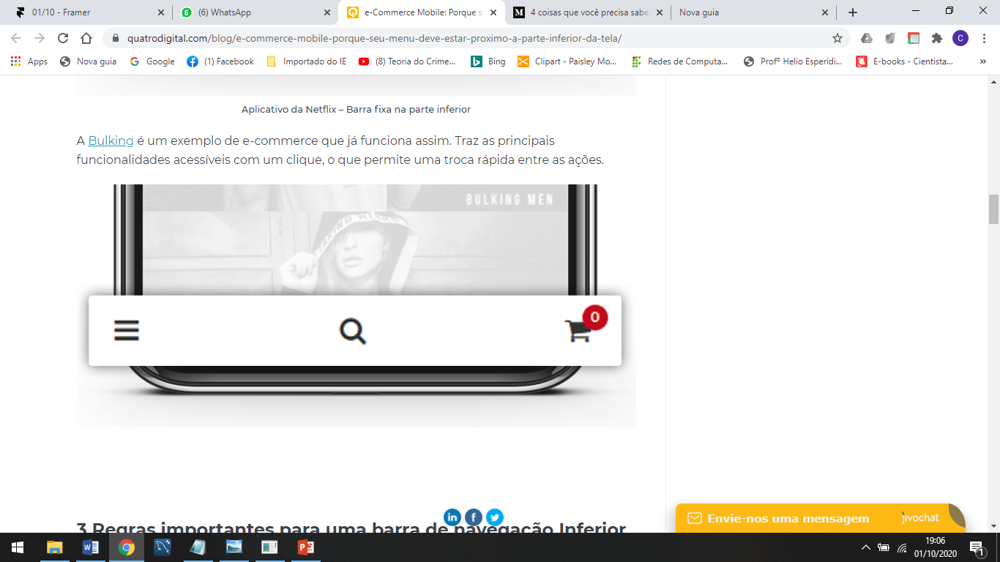 01/10 - Framer
(6) WhatsApp
e-Commerce Mobile: Porque se
4 coisas que você precisa saber
Nova guia
quatrodigital.com/blog/e-commerce-mobile-porque-seu-menu-deve-estar-proximo-a-parte-inferior-da-tela/
C
Apps
Nova guia
Google
(1) Facebook
Importado do IE
(8) Teoria do Crime...
Bing
Clipart - Paisley Mo...
Redes de Computa...
Profº Helio Esperidi...
E-books - Cientista...
»
Aplicativo da Netflix – Barra fixa na parte inferior
A Bulking é um exemplo de e-commerce que já funciona assim. Traz as principais
funcionalidades acessíveis com um clique, o que permite uma troca rápida entre as ações.
BULKING MEN
0
3 Regras importantes para uma barra de navegação Inferior
Envie-nos uma mensagem
jivochat
19:06
01/10/2020
1